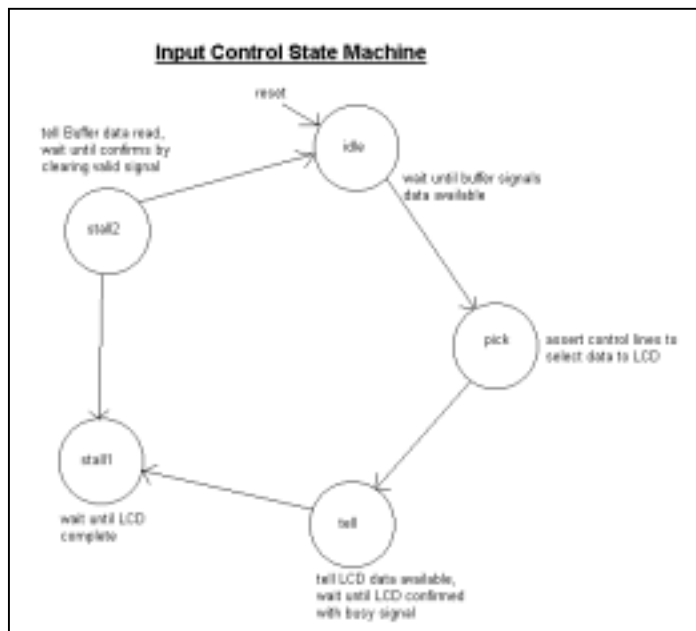 Input Control State Machine
reset
idle
tell Buffer data read,
wait until confirms by
clearing valid signal
wait until buffer signals
data available
stall2
pick
assert control lines to
select data to LCD
stall1
wait until LCD
complete
tell
tell LCD data available,
wait until LCD confirmed
with busy signal